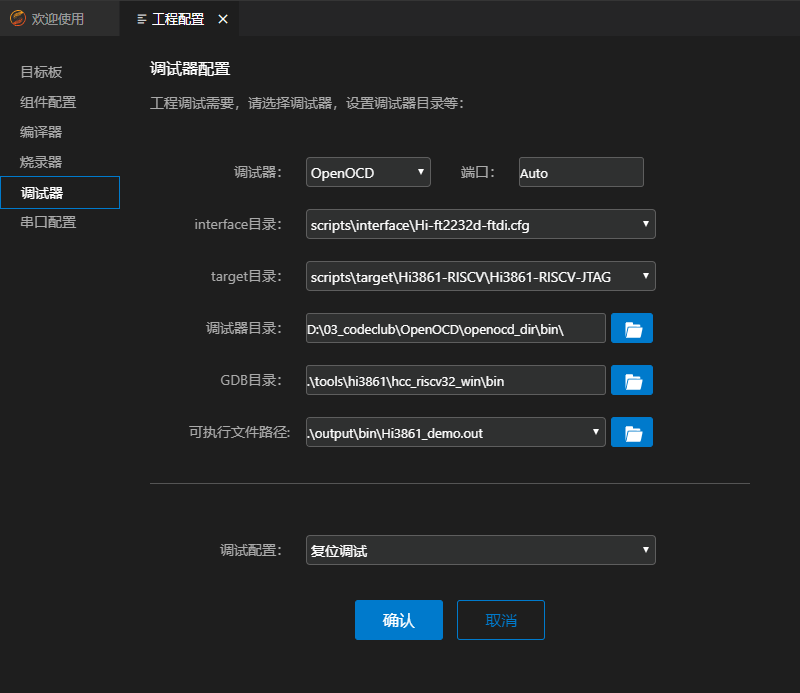 欢迎使用
工程配置
目标板
组件配置
编译器
烧录器
调试器
串口配置
调试器配置
工程调试需要，请选择调试器，设置调试器目录等：
调试器： OpenOCD 端口： Auto
interface目录： scripts\interface\Hi-ft2232d-ftdi.cfg
target目录： scripts\target\Hi3861-RISCV\Hi3861-RISCV-JTAG
调试器目录： D:\03_codeclub\OpenOCD\openocd_dir\bin\
GDB目录： .\tools\hi3861\hcc_riscv32_win\bin
可执行文件路径: .\output\bin\Hi3861_demo.out
调试配置： 复位调试
确认 取消